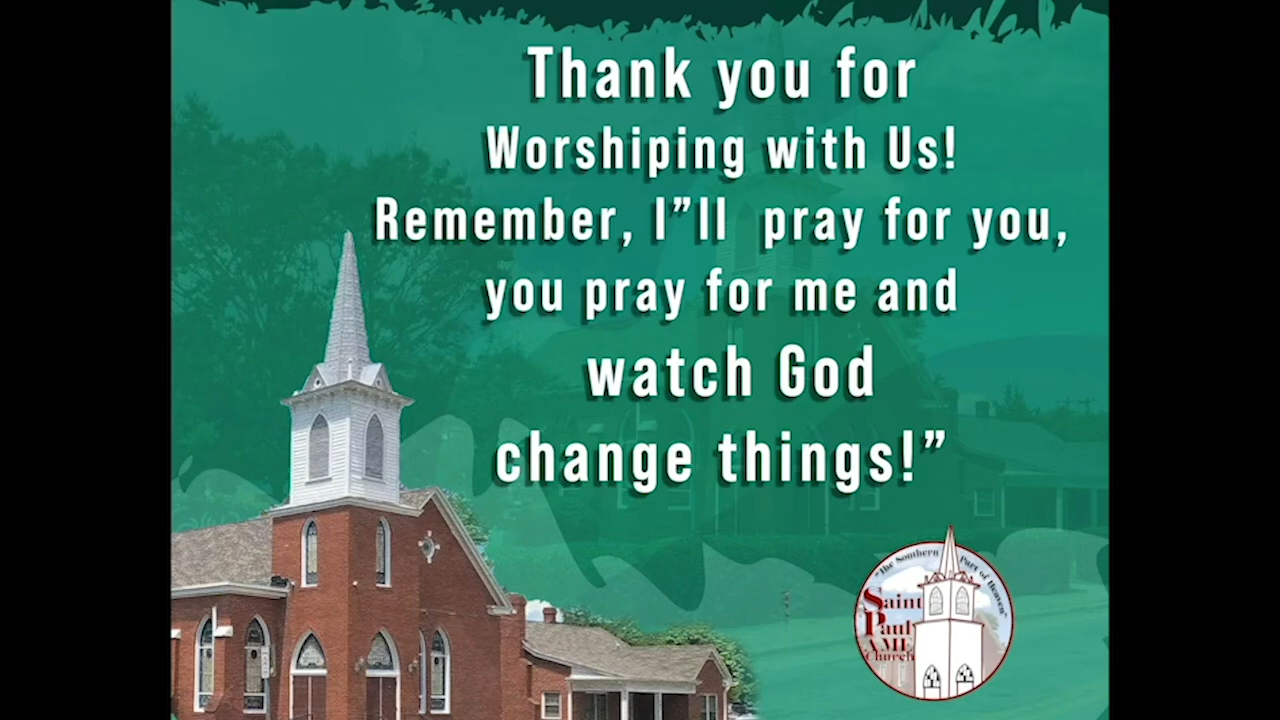 Thank you for
Worshiping with Us!
Remember, I”ll pray for you,
you pray for me and
watch God
change things!”
"The Southern Part of Heaven"
Saint
Paul
AME
Church